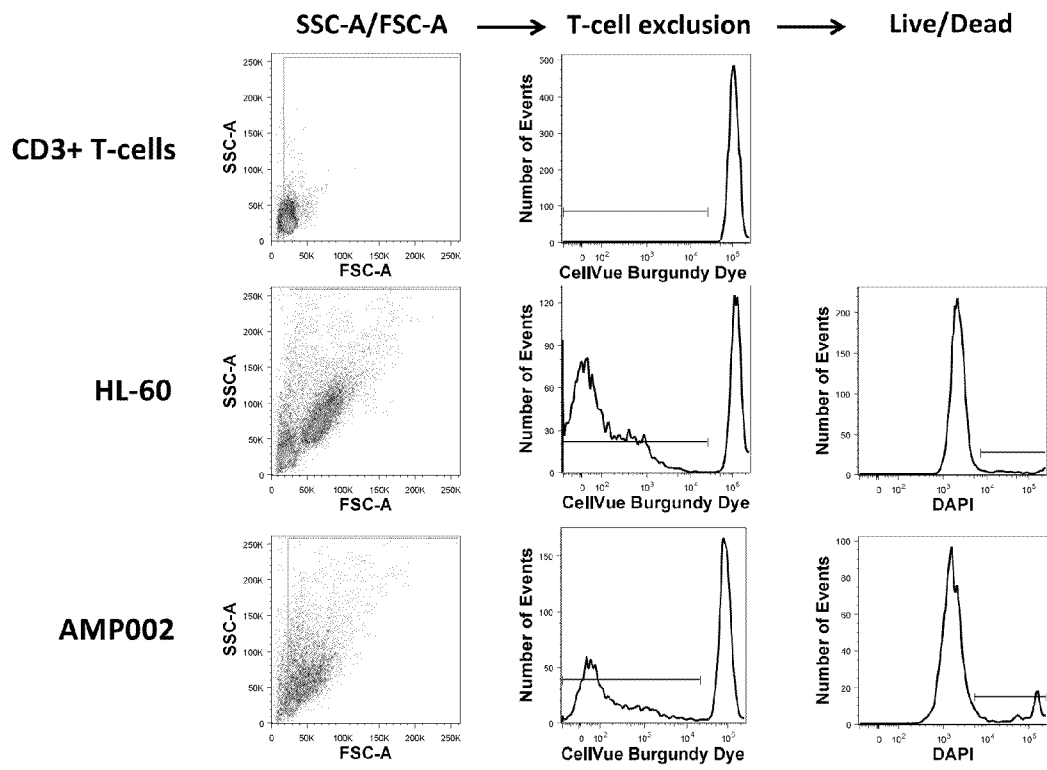 SSC-A/FSC-A
T-cell exclusion
Live/Dead
CD3+ T-cells
250K
200K
150K
100K
50K
0
SSC-A
0 50K 100K 150K 200K 250K
FSC-A
500
400
300
200
100
0
Number of Events
0 10² 10³ 10⁴ 10⁵
CellVue Burgundy Dye
HL-60
250K
200K
150K
100K
50K
0
SSC-A
0 50K 100K 150K 200K 250K
FSC-A
120
90
60
30
0
Number of Events
0 10² 10³ 10⁴ 10⁵
CellVue Burgundy Dye
200
150
100
50
0
Number of Events
0 10² 10³ 10⁴ 10⁵
DAPI
AMP002
250K
200K
150K
100K
50K
0
SSC-A
0 50K 100K 150K 200K 250K
FSC-A
150
100
50
0
Number of Events
0 10² 10³ 10⁴ 10⁵
CellVue Burgundy Dye
100
80
60
40
20
0
Number of Events
0 10² 10³ 10⁴ 10⁵
DAPI